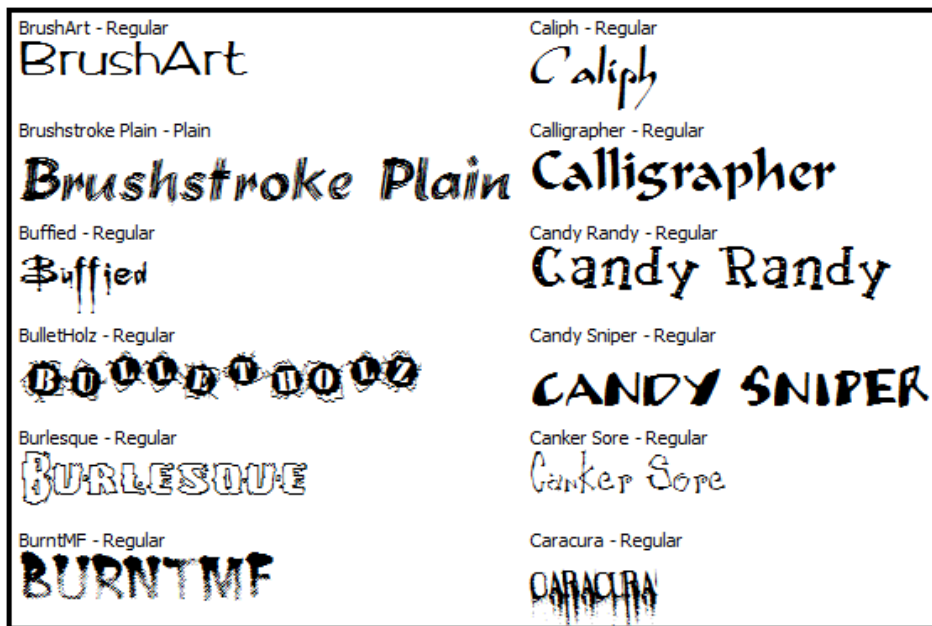 BrushArt - Regular
BrushArt
Brushstroke Plain - Plain
Brushstroke Plain
Buffied - Regular
Buffied
BulletHolz - Regular
BULLETHOLZ
Burlesque - Regular
BURLESQUE
BurntMF - Regular
BURNTMF
Caliph - Regular
Caliph
Calligrapher - Regular
Calligrapher
Candy Randy - Regular
Candy Randy
Candy Sniper - Regular
CANDY SNIPER
Canker Sore - Regular
Canker Sore
Caracura - Regular
CARACURA